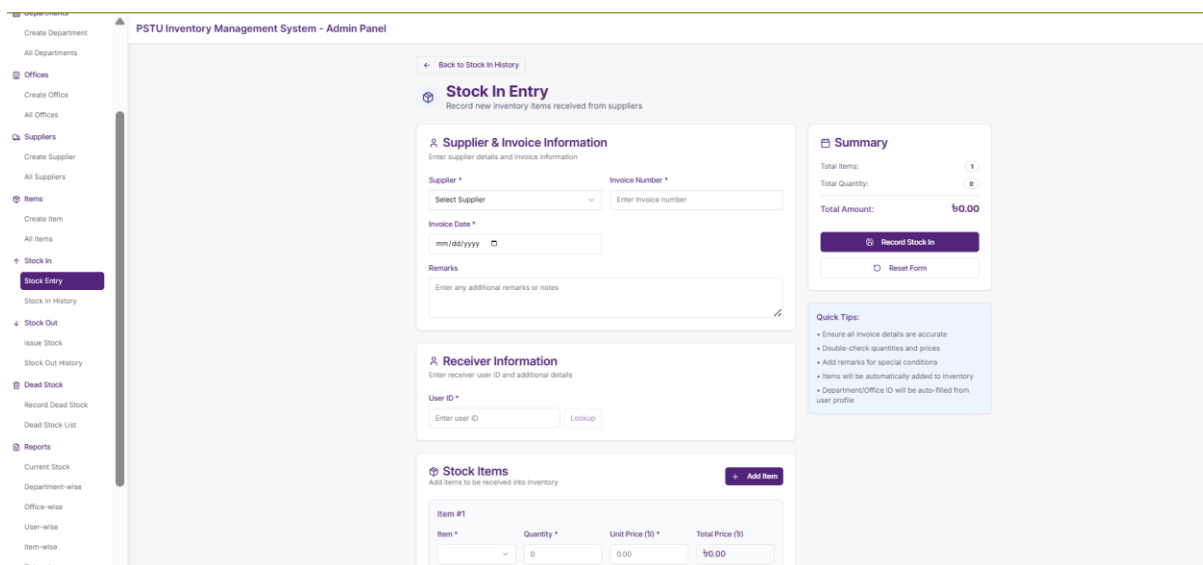 Departments
Create Department
All Departments
Offices
Create Office
All Offices
Suppliers
Create Supplier
All Suppliers
Items
Create Item
All Items
Stock In
Stock Entry
Stock In History
Stock Out
Issue Stock
Stock Out History
Dead Stock
Record Dead Stock
Dead Stock List
Reports
Current Stock
Department-wise
Office-wise
User-wise
Item-wise
PSTU Inventory Management System - Admin Panel
← Back to Stock In History
Stock In Entry
Record new inventory items received from suppliers
Supplier & Invoice Information
Enter supplier details and invoice information
Supplier * Invoice Number *
Select Supplier Enter invoice number
Invoice Date *
mm/dd/yyyy
Remarks
Enter any additional remarks or notes
Receiver Information
Enter receiver user ID and additional details
User ID *
Enter user ID Lookup
Stock Items
Add items to be received into inventory
+ Add Item
Item #1
Item * Quantity * Unit Price (৳) * Total Price (৳)
0 0.00 ৳0.00
Summary
Total Items: 1
Total Quantity: 0
Total Amount: ৳0.00
Record Stock In
Reset Form
Quick Tips:
• Ensure all invoice details are accurate
• Double-check quantities and prices
• Add remarks for special conditions
• Items will be automatically added to inventory
• Department/Office ID will be auto-filled from
user profile